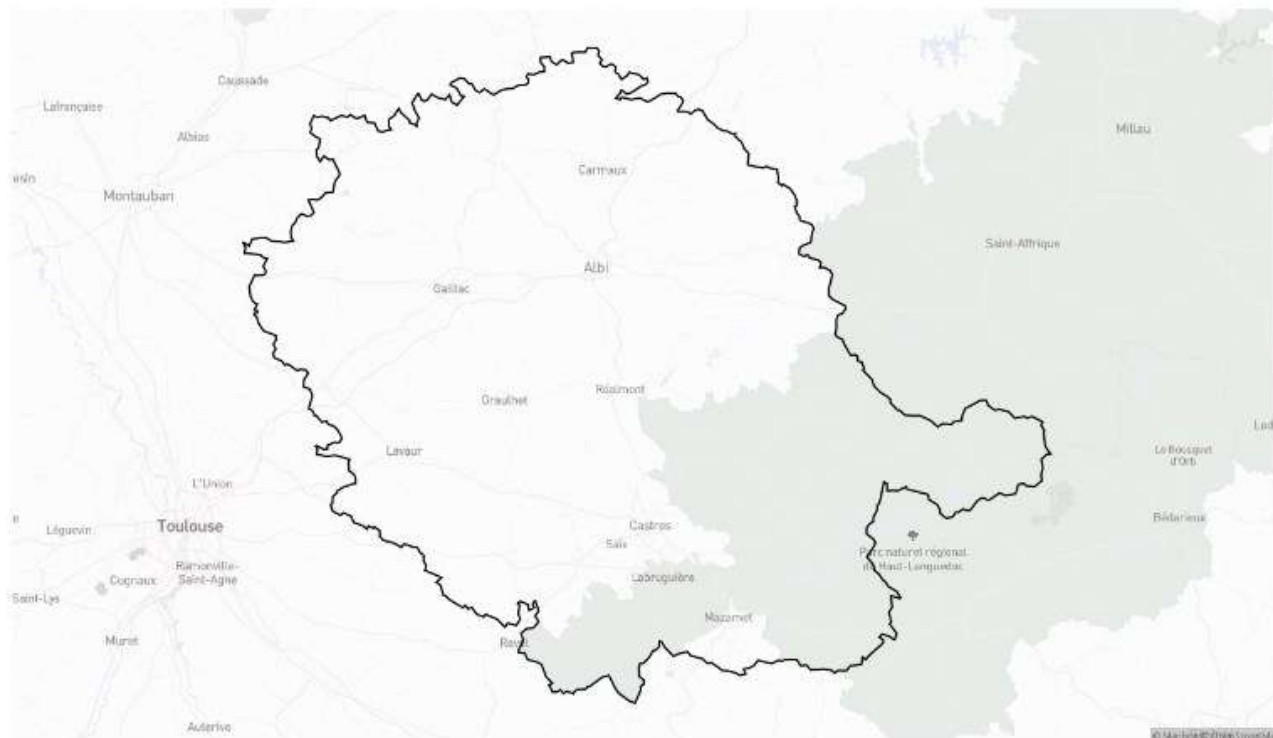 Caussade
Lafrançaise
Albias
Millau
Carmaux
Montauban
Saint-Affrique
Albi
Gaillac
Réalmont
Graulhet
Lavaur
Le Bousquet
d'Orb
L'Union
Toulouse
Castres
Bédarieux
Léguevin
Saïx
Parc naturel régional
du Haut-Languedoc
Ramonville-
Saint-Agne
Cugnaux
Labruguière
Saint-Lys
Mazamet
Muret
Revel
Auterive